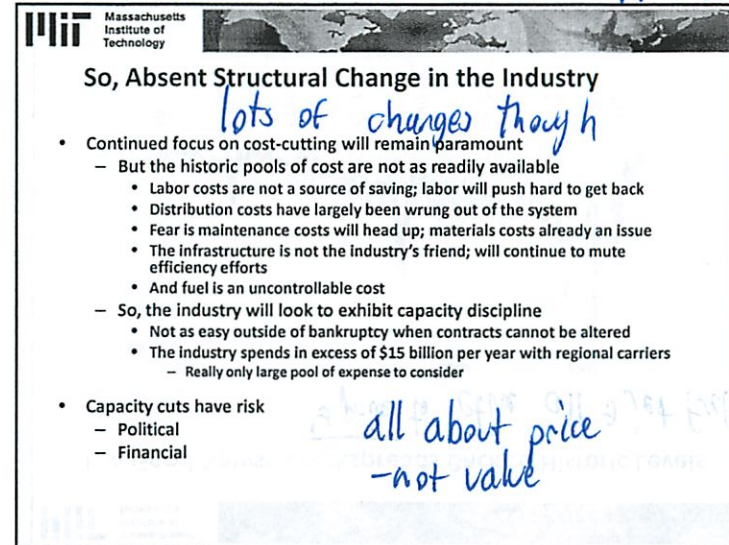 Massachusetts
Institute of
Technology
So, Absent Structural Change in the Industry
lots of changes though
• Continued focus on cost-cutting will remain paramount
– But the historic pools of cost are not as readily available
• Labor costs are not a source of saving; labor will push hard to get back
• Distribution costs have largely been wrung out of the system
• Fear is maintenance costs will head up; materials costs already an issue
• The infrastructure is not the industry's friend; will continue to mute
efficiency efforts
• And fuel is an uncontrollable cost
– So, the industry will look to exhibit capacity discipline
• Not as easy outside of bankruptcy when contracts cannot be altered
• The industry spends in excess of $15 billion per year with regional carriers
– Really only large pool of expense to consider
• Capacity cuts have risk
– Political
– Financial
all about price
-not value